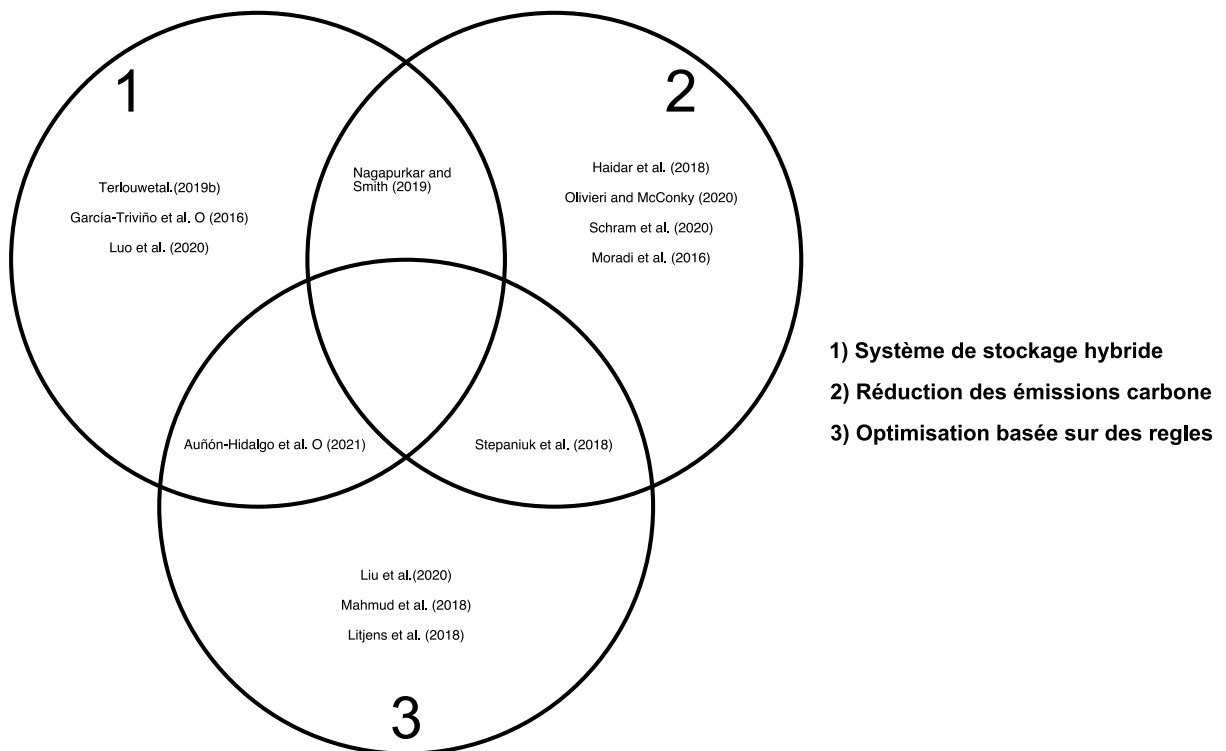 1
2
Terlouwetal.(2019b)
García-Triviño et al. O (2016)
Luo et al. (2020)
Nagapurkar and
Smith (2019)
Haidar et al. (2018)
Olivieri and McConky (2020)
Schram et al. (2020)
Moradi et al. (2016)
Auñón-Hidalgo et al. O (2021)
Stepaniuk et al. (2018)
Liu et al.(2020)
Mahmud et al. (2018)
Litjens et al. (2018)
3
1) Système de stockage hybride
2) Réduction des émissions carbone
3) Optimisation basée sur des regles